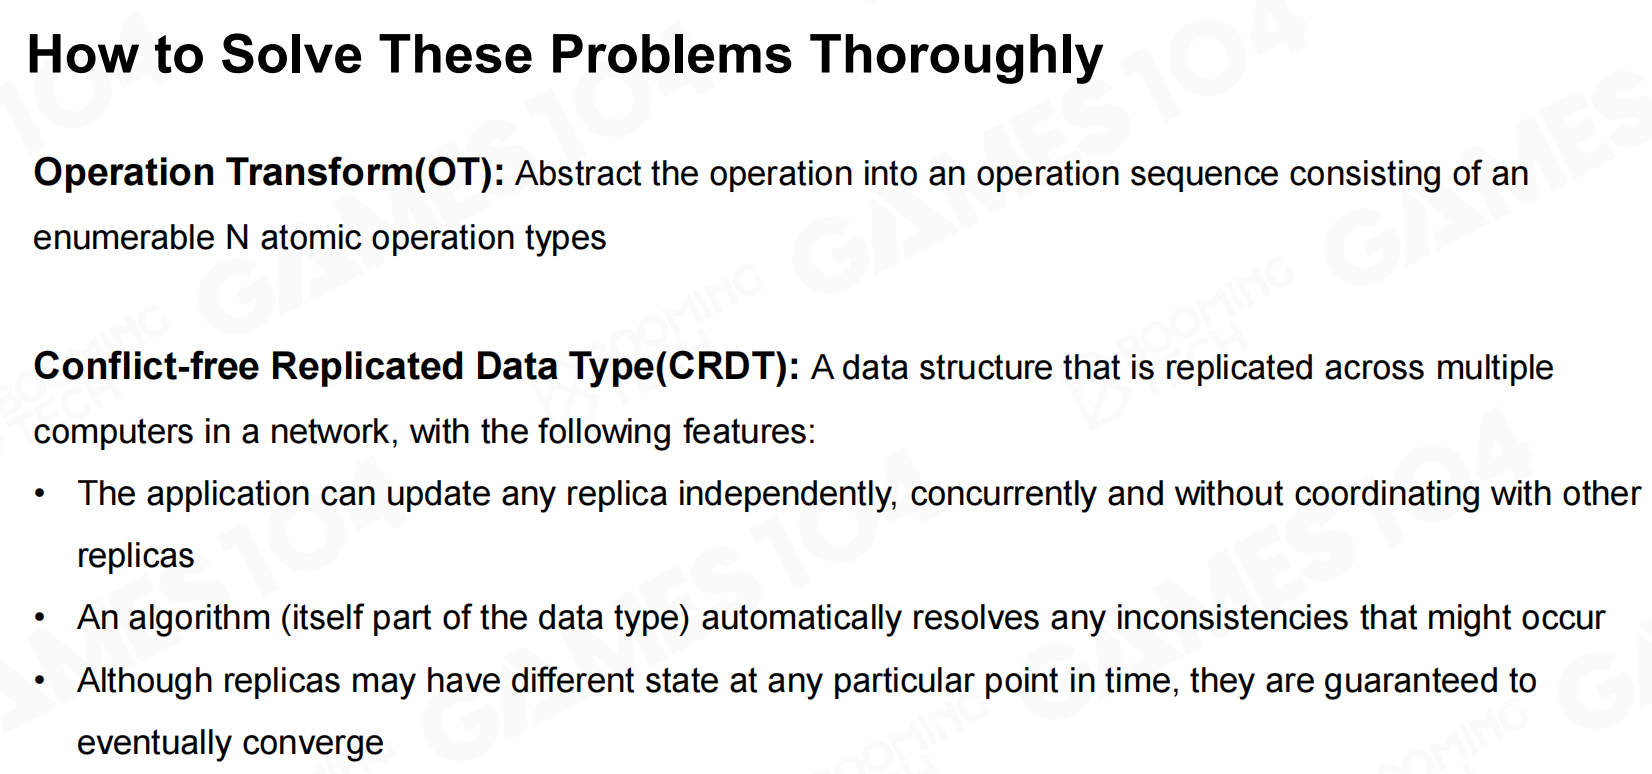 How to Solve These Problems Thoroughly
Operation Transform(OT): Abstract the operation into an operation sequence consisting of an
enumerable N atomic operation types
Conflict-free Replicated Data Type(CRDT): A data structure that is replicated across multiple
computers in a network, with the following features:
• The application can update any replica independently, concurrently and without coordinating with other
replicas
• An algorithm (itself part of the data type) automatically resolves any inconsistencies that might occur
• Although replicas may have different state at any particular point in time, they are guaranteed to
eventually converge
GAMES104
BOOMING
TECH